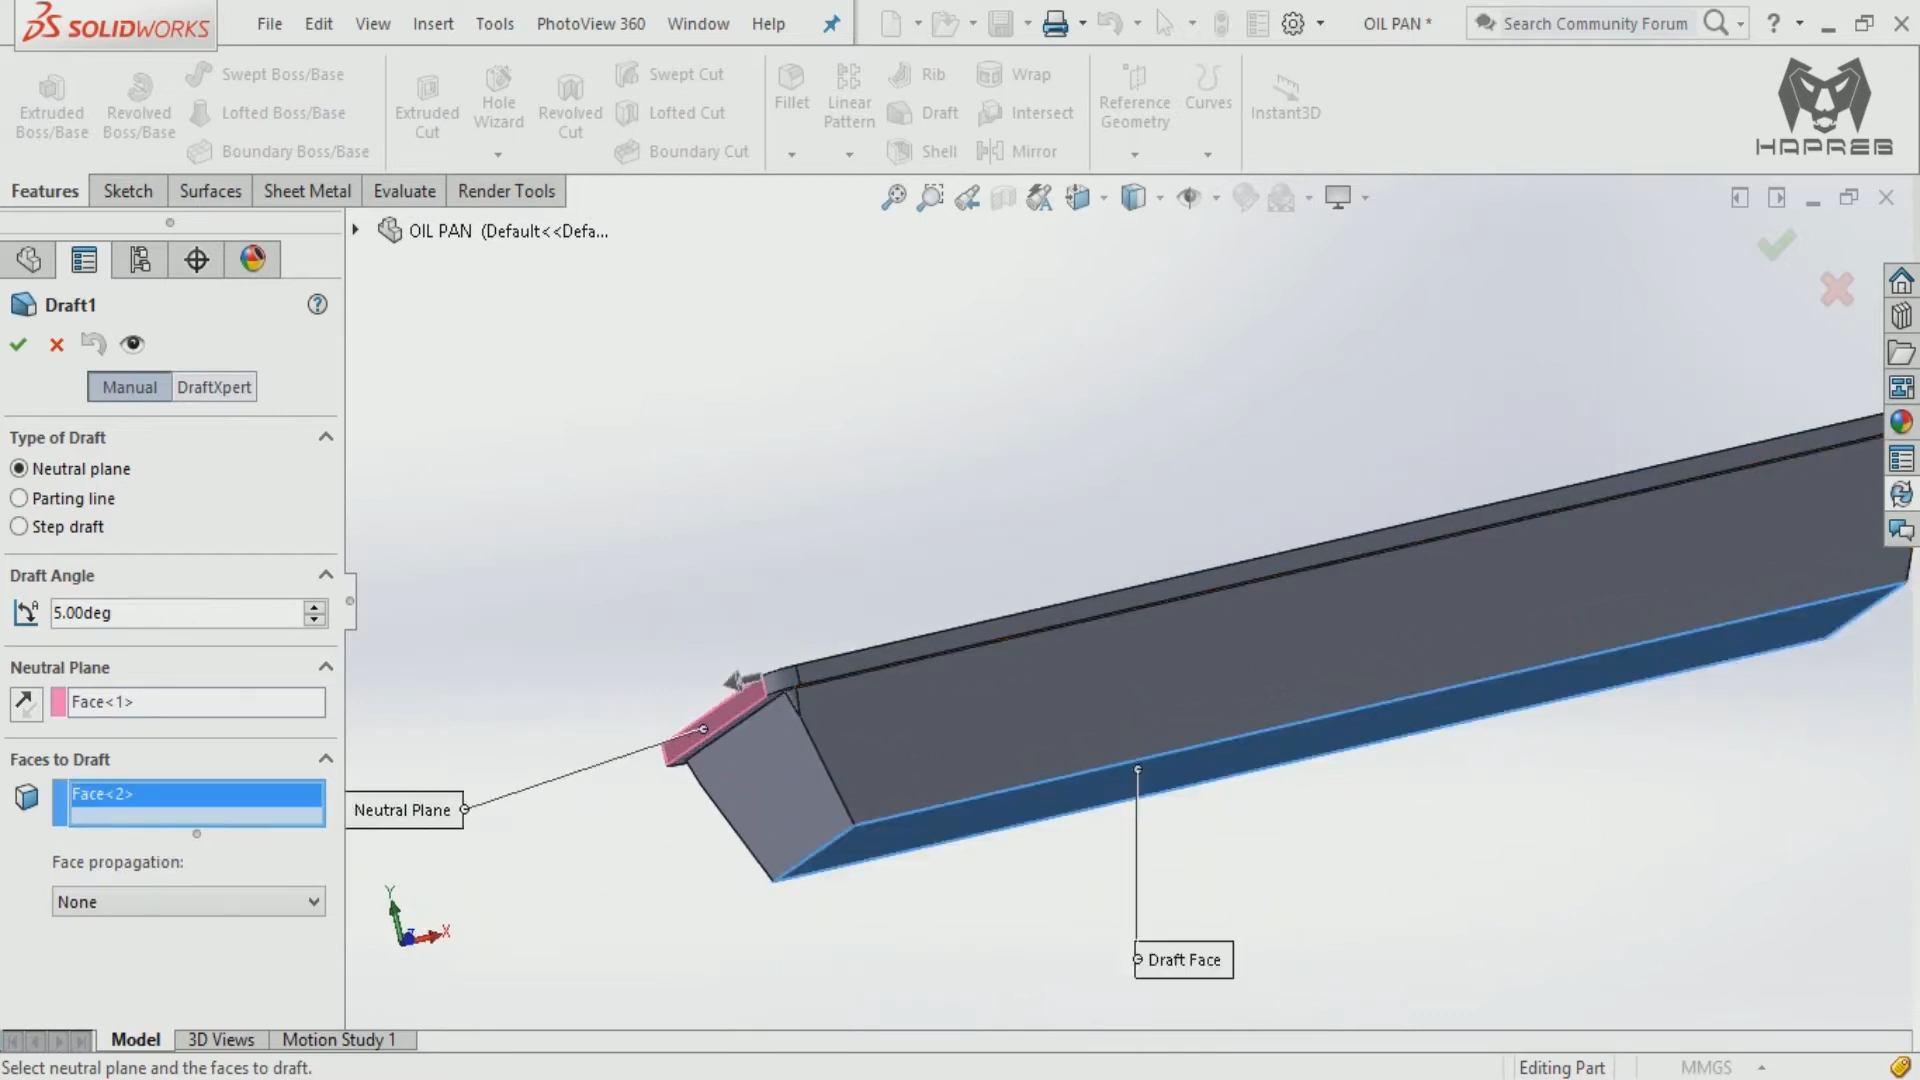 SOLIDWORKS
File Edit View Insert Tools PhotoView 360 Window Help
OIL PAN *
Search Community Forum
?
Extruded Boss/Base
Revolved Boss/Base
Swept Boss/Base
Lofted Boss/Base
Boundary Boss/Base
Extruded Cut
Hole Wizard
Revolved Cut
Swept Cut
Lofted Cut
Boundary Cut
Fillet
Linear Pattern
Rib
Draft
Shell
Wrap
Intersect
Mirror
Reference Geometry
Curves
Instant3D
HAPREB
Features Sketch Surfaces Sheet Metal Evaluate Render Tools
OIL PAN (Default<<Defa...
Draft1
?
Manual DraftXpert
Type of Draft
Neutral plane
Parting line
Step draft
Draft Angle
5.00deg
Neutral Plane
Face<1>
Faces to Draft
Face<2>
Face propagation:
None
Neutral Plane
Draft Face
Y
Z
X
Model 3D Views Motion Study 1
Select neutral plane and the faces to draft.
Editing Part
MMGS